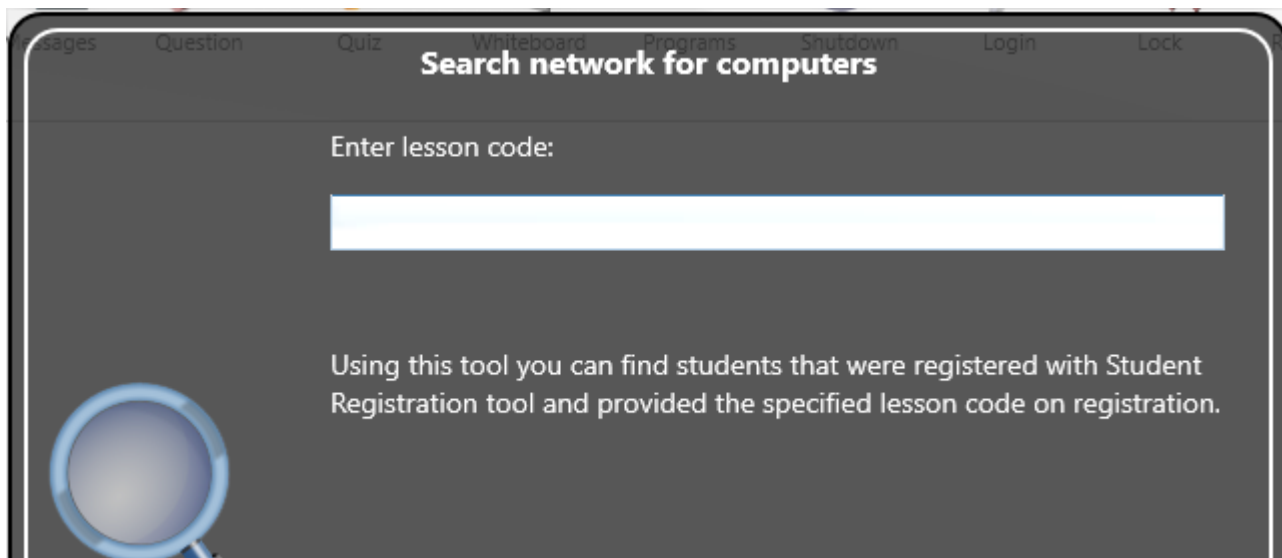 Messages Question Quiz Whiteboard Programs Shutdown Login Lock
Search network for computers
Enter lesson code:
Using this tool you can find students that were registered with Student
Registration tool and provided the specified lesson code on registration.